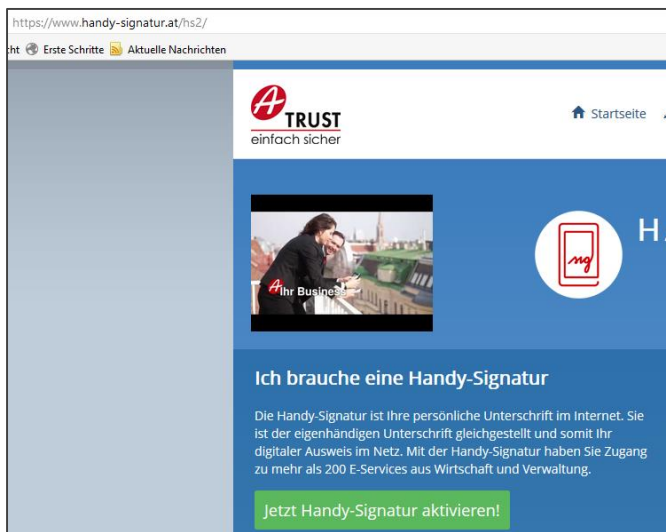 https://www.handy-signatur.at/hs2/
ht Erste Schritte Aktuelle Nachrichten
A TRUST
einfach sicher
Startseite
A Ihr Business
H
Ich brauche eine Handy-Signatur
Die Handy-Signatur ist Ihre persönliche Unterschrift im Internet. Sie
ist der eigenhändigen Unterschrift gleichgestellt und somit Ihr
digitaler Ausweis im Netz. Mit der Handy-Signatur haben Sie Zugang
zu mehr als 200 E-Services aus Wirtschaft und Verwaltung.
Jetzt Handy-Signatur aktivieren!